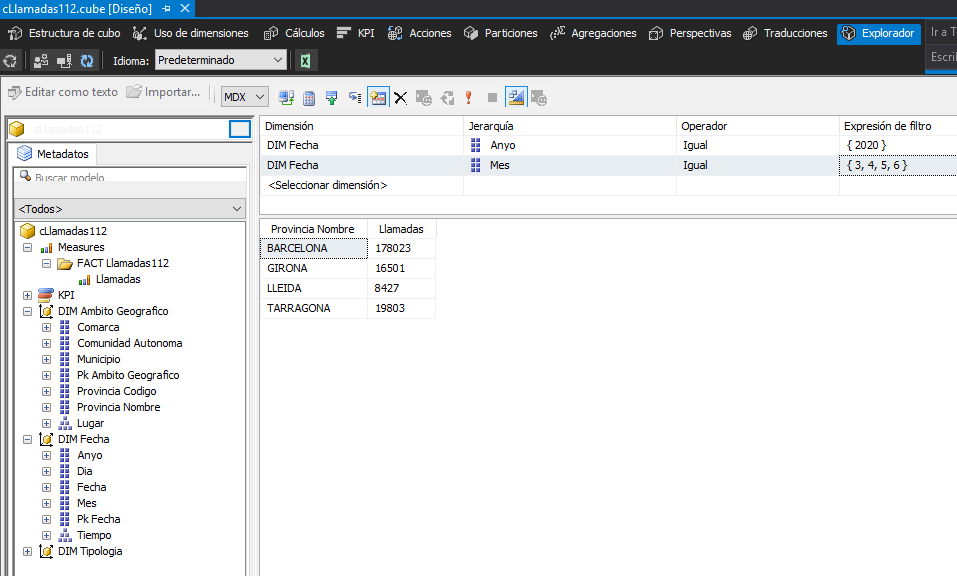 cLlamadas112.cube [Diseño]
Estructura de cubo Uso de dimensiones Cálculos KPI Acciones Particiones Agregaciones Perspectivas Traducciones Explorador Ir a T
Idioma: Predeterminado Escrib
Editar como texto Importar... MDX
cLlamadas112
Metadatos
Buscar modelo
<Todos>
cLlamadas112
Measures
FACT Llamadas112
Llamadas
KPI
DIM Ambito Geografico
Comarca
Comunidad Autonoma
Municipio
Pk Ambito Geografico
Provincia Codigo
Provincia Nombre
Lugar
DIM Fecha
Anyo
Dia
Fecha
Mes
Pk Fecha
Tiempo
DIM Tipologia
Dimensión Jerarquía Operador Expresión de filtro
DIM Fecha Anyo Igual { 2020 }
DIM Fecha Mes Igual { 3, 4, 5, 6 }
<Seleccionar dimensión>
Provincia Nombre Llamadas
BARCELONA 178023
GIRONA 16501
LLEIDA 8427
TARRAGONA 19803